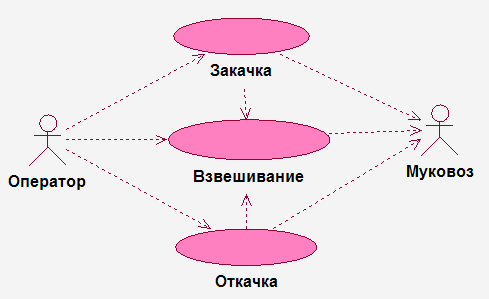 Закачка
Оператор
Взвешивание
Муковоз
Откачка